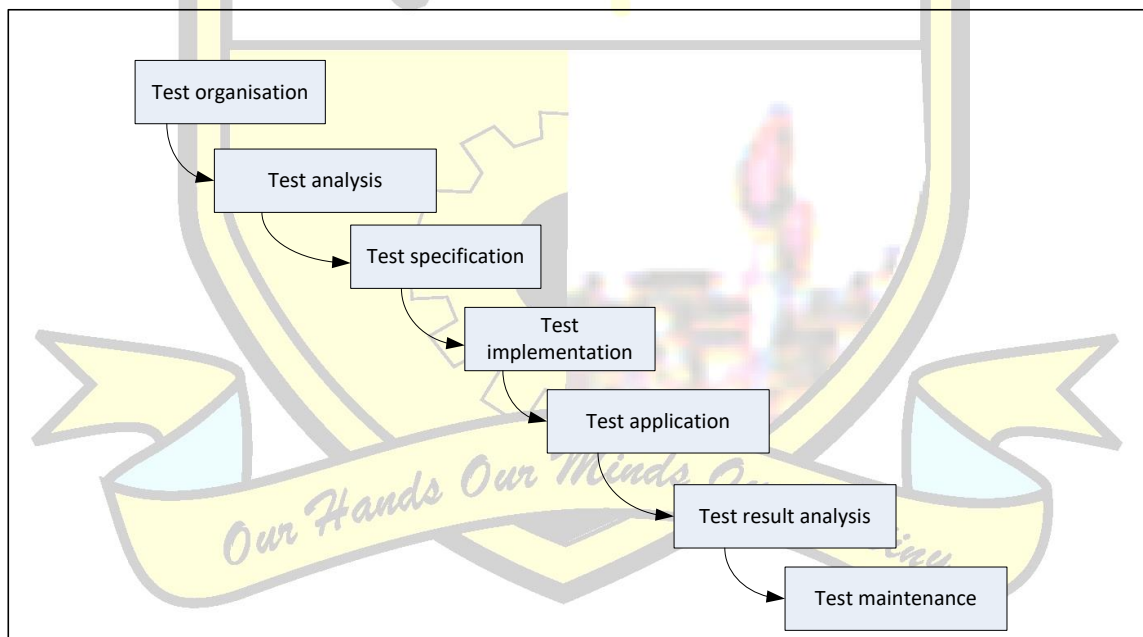 Test organisation
Test analysis
Test specification
Test
implementation
Test application
Our Hands Our Minds
Test result analysis
Test maintenance